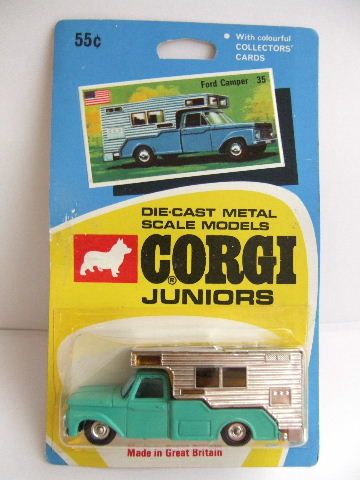 55¢
• With colourful
COLLECTORS'
CARDS
Ford Camper 35
DIE-CAST METAL
SCALE MODELS
CORGI
®
JUNIORS
Made in Great Britain